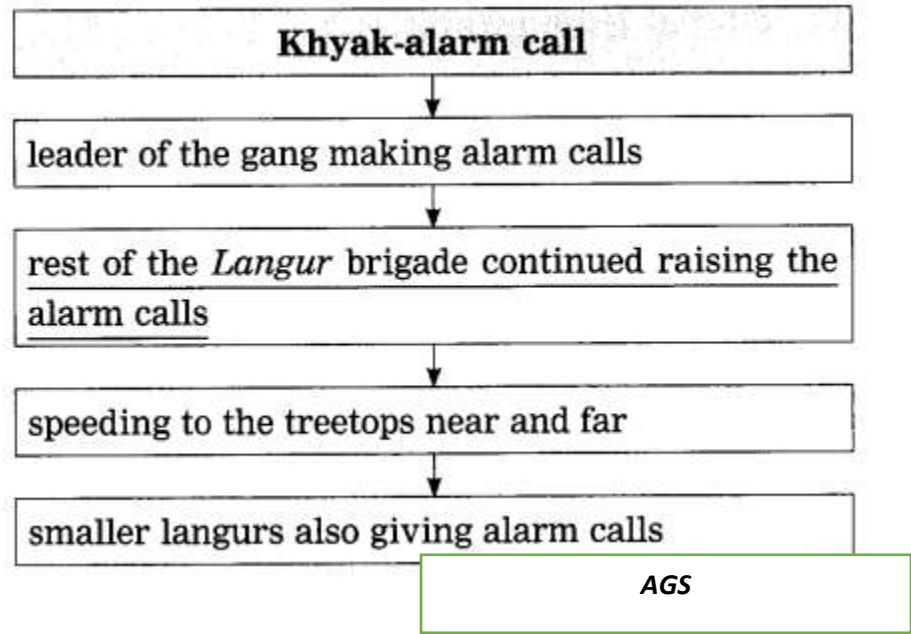 Khyak-alarm call
leader of the gang making alarm calls
rest of the Langur brigade continued raising the
alarm calls
speeding to the treetops near and far
smaller langurs also giving alarm calls
AGS